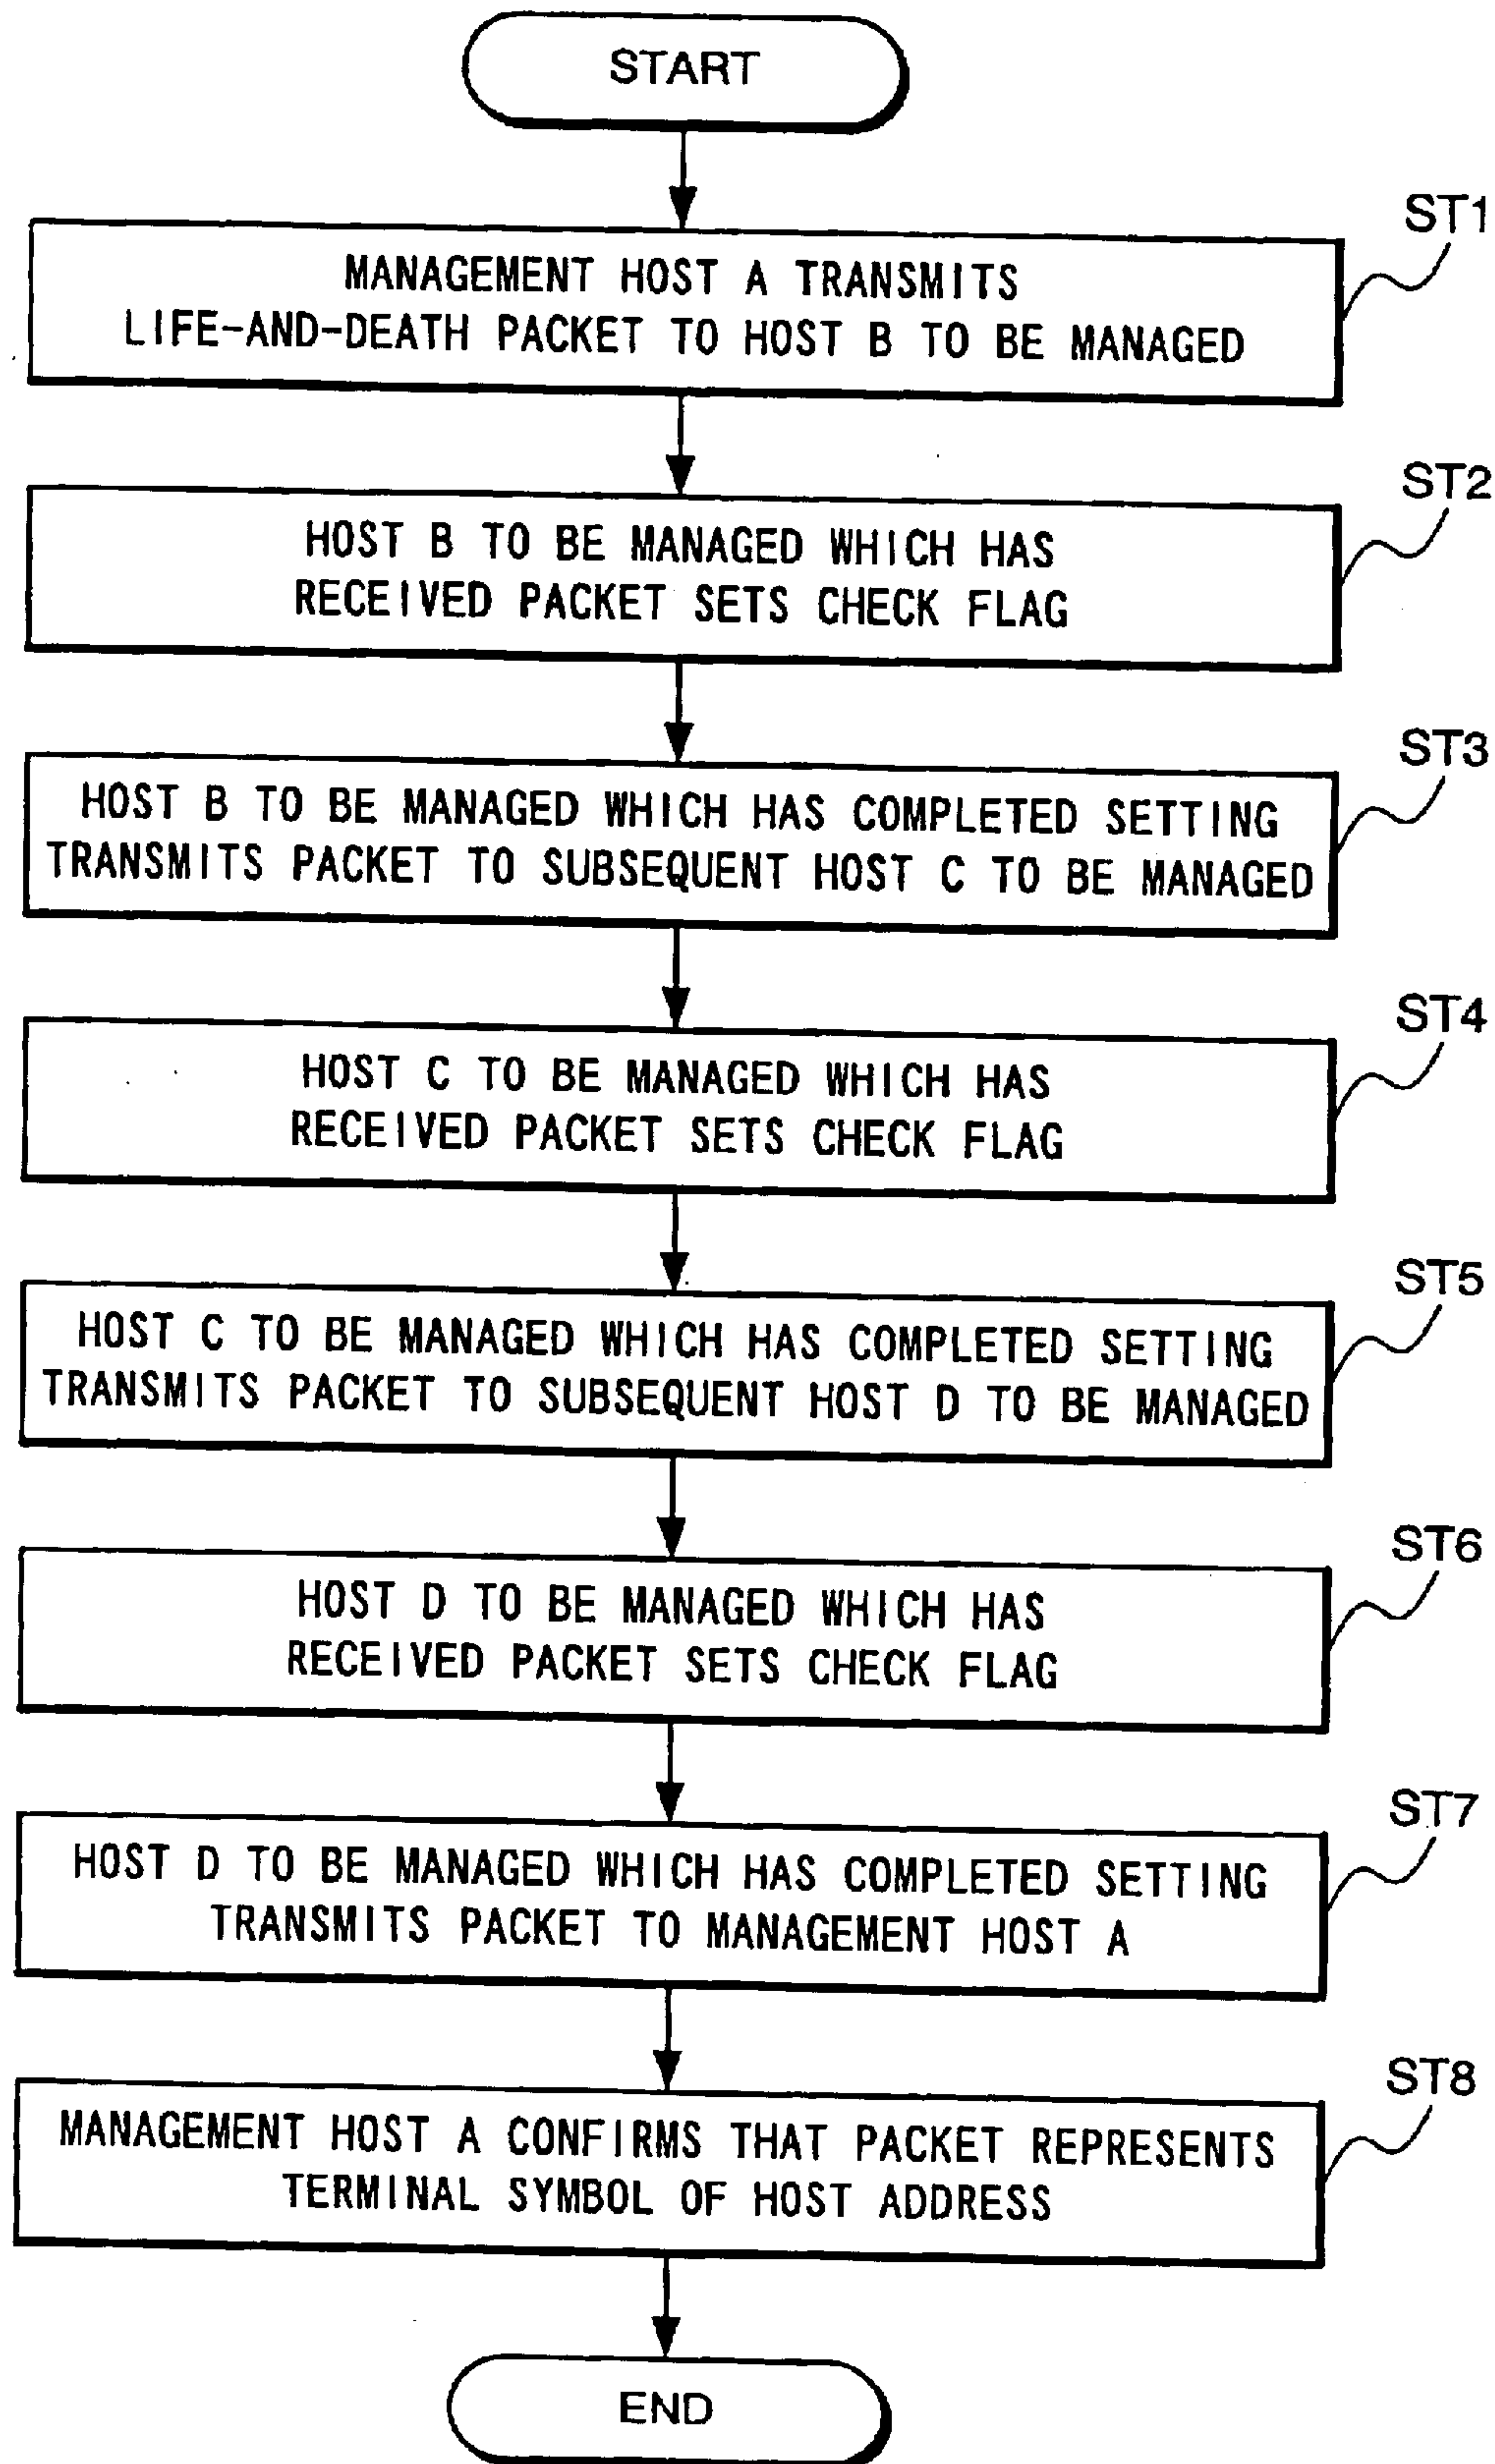 START
ST1
MANAGEMENT HOST A TRANSMITS
LIFE-AND-DEATH PACKET TO HOST B TO BE MANAGED
ST2
HOST B TO BE MANAGED WHICH HAS
RECEIVED PACKET SETS CHECK FLAG
ST3
HOST B TO BE MANAGED WHICH HAS COMPLETED SETTING
TRANSMITS PACKET TO SUBSEQUENT HOST C TO BE MANAGED
ST4
HOST C TO BE MANAGED WHICH HAS
RECEIVED PACKET SETS CHECK FLAG
ST5
HOST C TO BE MANAGED WHICH HAS COMPLETED SETTING
TRANSMITS PACKET TO SUBSEQUENT HOST D TO BE MANAGED
ST6
HOST D TO BE MANAGED WHICH HAS
RECEIVED PACKET SETS CHECK FLAG
ST7
HOST D TO BE MANAGED WHICH HAS COMPLETED SETTING
TRANSMITS PACKET TO MANAGEMENT HOST A
ST8
MANAGEMENT HOST A CONFIRMS THAT PACKET REPRESENTS
TERMINAL SYMBOL OF HOST ADDRESS
END